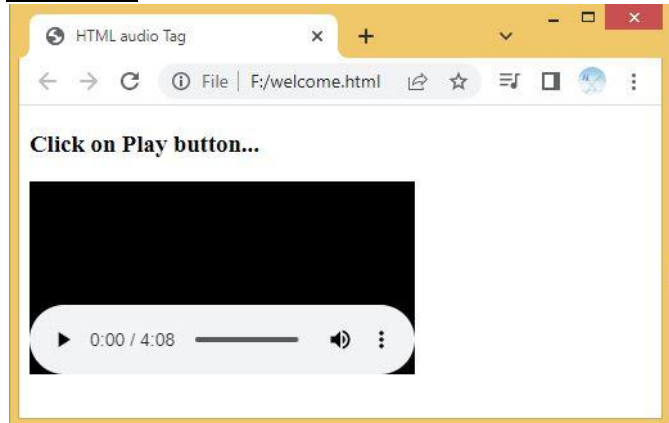 HTML audio Tag
File | F:/welcome.html
Click on Play button...
0:00 / 4:08